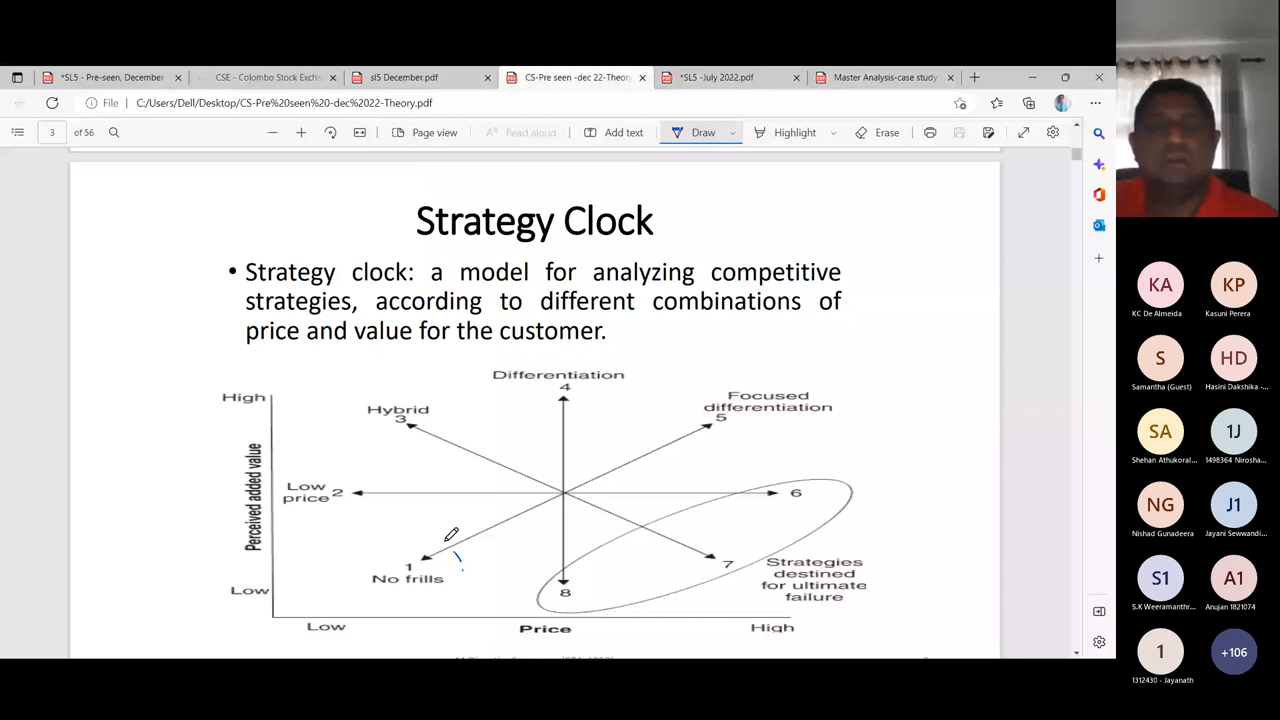 *SL5 - Pre-seen, December
CSE - Colombo Stock Exch
sl5 December.pdf
CS-Pre seen -dec 22-Theory
*SL5 -July 2022.pdf
Master Analysis-case study
File
C:/Users/Dell/Desktop/CS-Pre%20seen%20-dec%2022-Theory.pdf
3 of 56
Page view
Read aloud
Add text
Draw
Highlight
Erase
Strategy Clock
• Strategy clock: a model for analyzing competitive
strategies, according to different combinations of
price and value for the customer.
Differentiation
4
High
Hybrid
3
Focused
differentiation
5
Perceived added value
Low
price 2
6
1
No frills
7
8
Strategies
destined
for ultimate
failure
Low
Low
Price
High
KA
KC De Almeida
KP
Kasuni Perera
S
Samantha (Guest)
HD
Hasini Dakshika -...
SA
Shehan Athukoral...
1J
1498364 Nirosha...
NG
Nishad Gunadeera
J1
Jayani Sewwandi...
S1
S.K Weeramanthr...
A1
Anujan 1821074
1
1312430 - Jayanath
+106